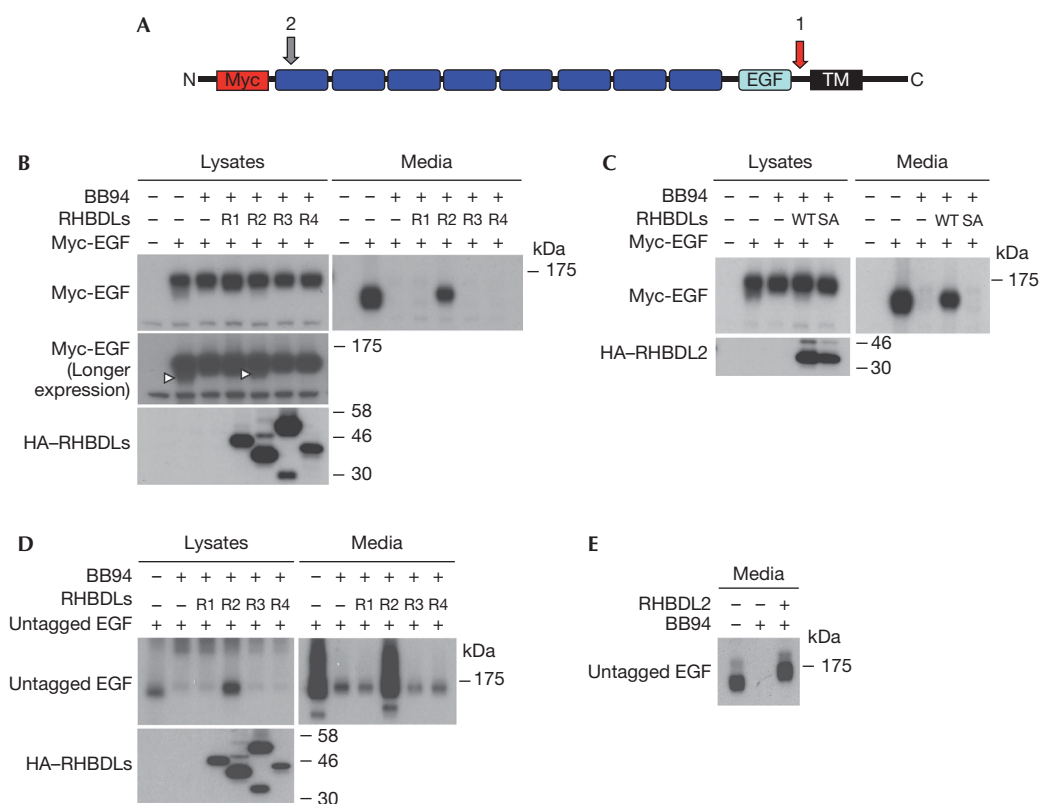 A
2
1
N Myc EGF TM C
B
Lysates Media
BB94 – – + + + + + – – + + + + +
RHBDLs – – – R1 R2 R3 R4 – – – R1 R2 R3 R4
Myc-EGF – + + + + + + – + + + + + +
kDa
Myc-EGF
– 175
Myc-EGF
(Longer
expression)
– 175
HA–RHBDLs
– 58
– 46
– 30
C
Lysates Media
BB94 – – + + + – – + + +
RHBDLs – – – WT SA – – – WT SA
Myc-EGF – + + + + – + + + +
kDa
Myc-EGF
– 175
HA–RHBDL2
– 46
– 30
D
Lysates Media
BB94 – + + + + + – + + + + +
RHBDLs – – R1 R2 R3 R4 – – R1 R2 R3 R4
Untagged EGF + + + + + + + + + + + +
kDa
Untagged EGF
– 175
HA–RHBDLs
– 58
– 46
– 30
E
Media
RHBDL2 – – +
BB94 – + +
kDa
Untagged EGF
– 175